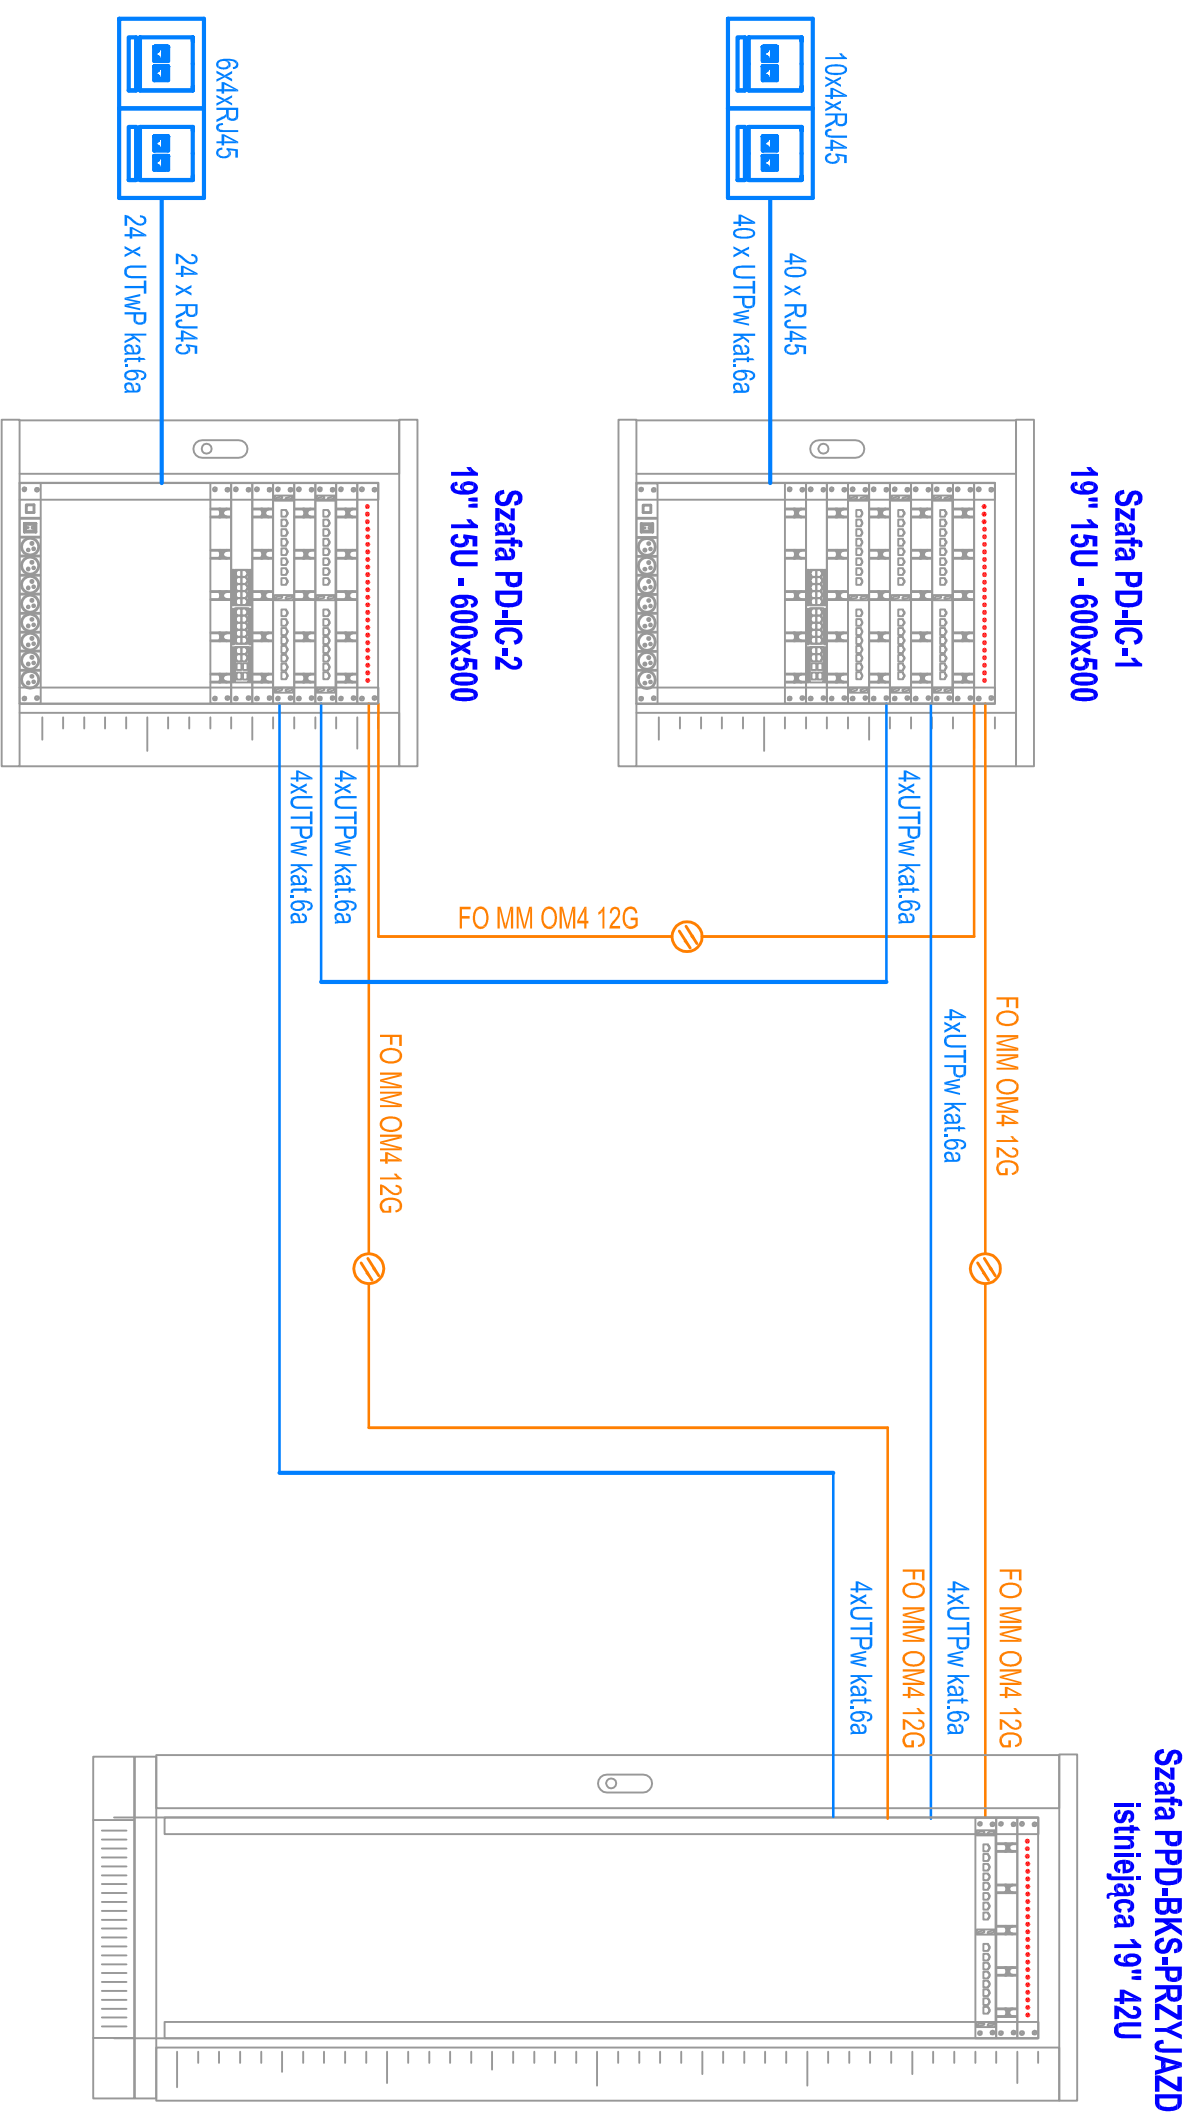 Szafa PPD-BKS-PRZYJAZD
istniejąca 19" 42U
Szafa PD-IC-1
19" 15U - 600x500
Szafa PD-IC-2
19" 15U - 600x500
10x4xRJ45
40 x RJ45
40 x UTPw kat.6a
6x4xRJ45
24 x RJ45
24 x UTwP kat.6a
4xUTPw kat.6a
4xUTPw kat.6a
4xUTPw kat.6a
FO MM OM4 12G
FO MM OM4 12G
4xUTPw kat.6a
FO MM OM4 12G
FO MM OM4 12G
4xUTPw kat.6a
FO MM OM4 12G
4xUTPw kat.6a